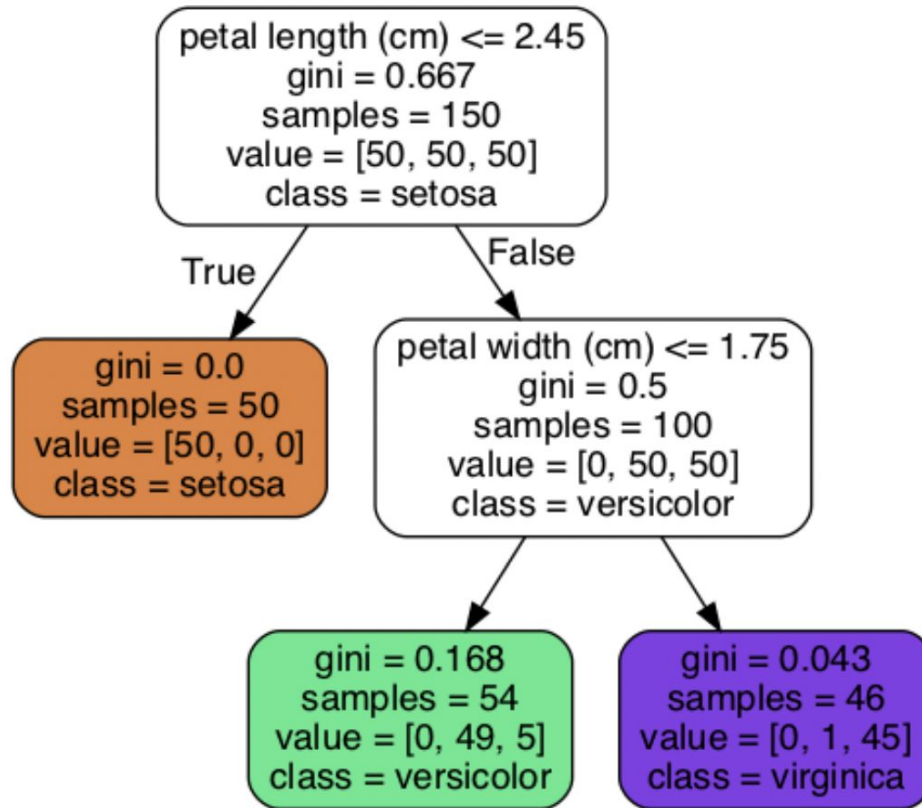 petal length (cm) <= 2.45
gini = 0.667
samples = 150
value = [50, 50, 50]
class = setosa
True
False
gini = 0.0
samples = 50
value = [50, 0, 0]
class = setosa
petal width (cm) <= 1.75
gini = 0.5
samples = 100
value = [0, 50, 50]
class = versicolor
gini = 0.168
samples = 54
value = [0, 49, 5]
class = versicolor
gini = 0.043
samples = 46
value = [0, 1, 45]
class = virginica